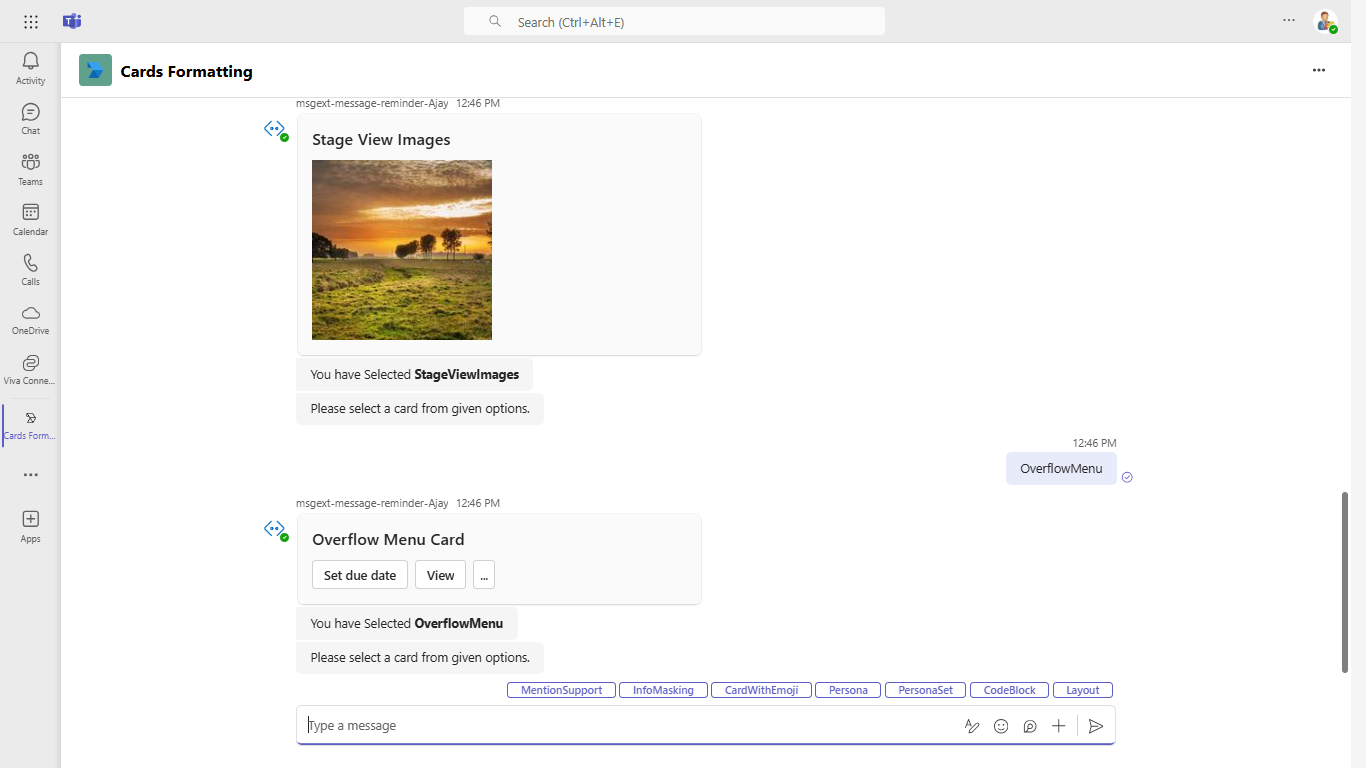 Search (Ctrl+Alt+E)
Activity
Chat
Teams
Calendar
Calls
OneDrive
Viva Conne...
Cards Form...
Apps
Cards Formatting
msgext-message-reminder-Ajay 12:46 PM
Stage View Images
You have Selected StageViewImages
Please select a card from given options.
12:46 PM
OverflowMenu
msgext-message-reminder-Ajay 12:46 PM
Overflow Menu Card
Set due date View ...
You have Selected OverflowMenu
Please select a card from given options.
MentionSupport InfoMasking CardWithEmoji Persona PersonaSet CodeBlock Layout
Type a message